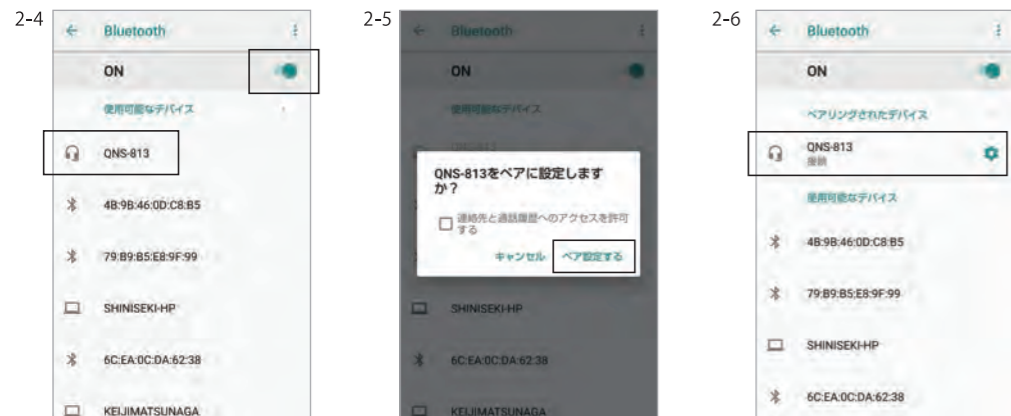 2-4
Bluetooth
ON
使用可能なデバイス
QNS-813
4B:9B:46:0D:C8:B5
79:B9:B5:E8:9F:99
SHINISEKI-HP
6C:EA:0C:DA:62:38
KEIJIMATSUNAGA
2-5
Bluetooth
ON
使用可能なデバイス
QNS-813
QNS-813をペアに設定します
か?
連絡先と通話履歴へのアクセスを許可
する
キャンセル ペア設定する
SHINISEKI-HP
6C:EA:0C:DA:62:38
KEIJIMATSUNAGA
2-6
Bluetooth
ON
ペアリングされたデバイス
QNS-813
接続
使用可能なデバイス
4B:9B:46:0D:C8:B5
79:B9:B5:E8:9F:99
SHINISEKI-HP
6C:EA:0C:DA:62:38